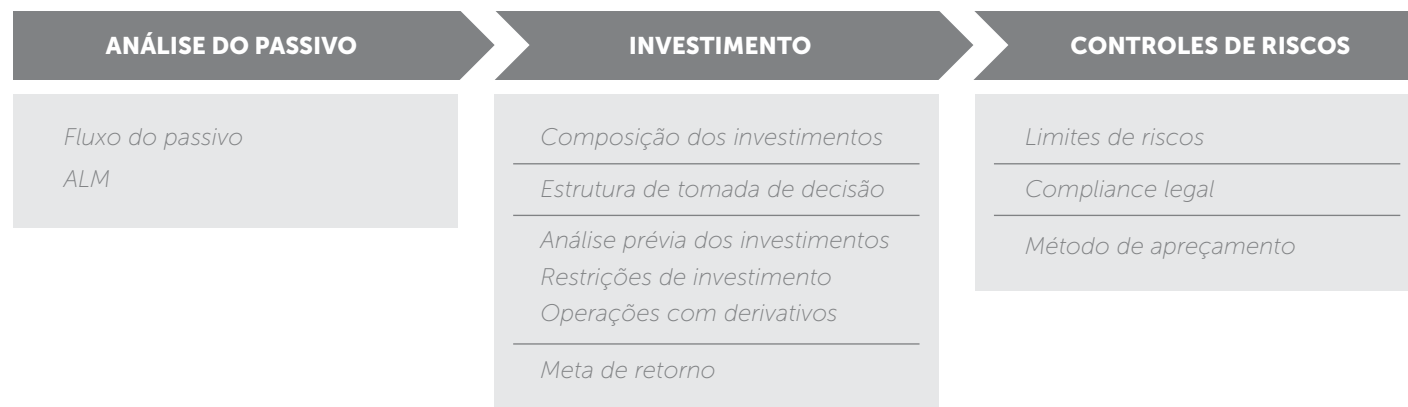 ANÁLISE DO PASSIVO
Fluxo do passivo
ALM
INVESTIMENTO
Composição dos investimentos
Estrutura de tomada de decisão
Análise prévia dos investimentos
Restrições de investimento
Operações com derivativos
Meta de retorno
CONTROLES DE RISCOS
Limites de riscos
Compliance legal
Método de apreçamento